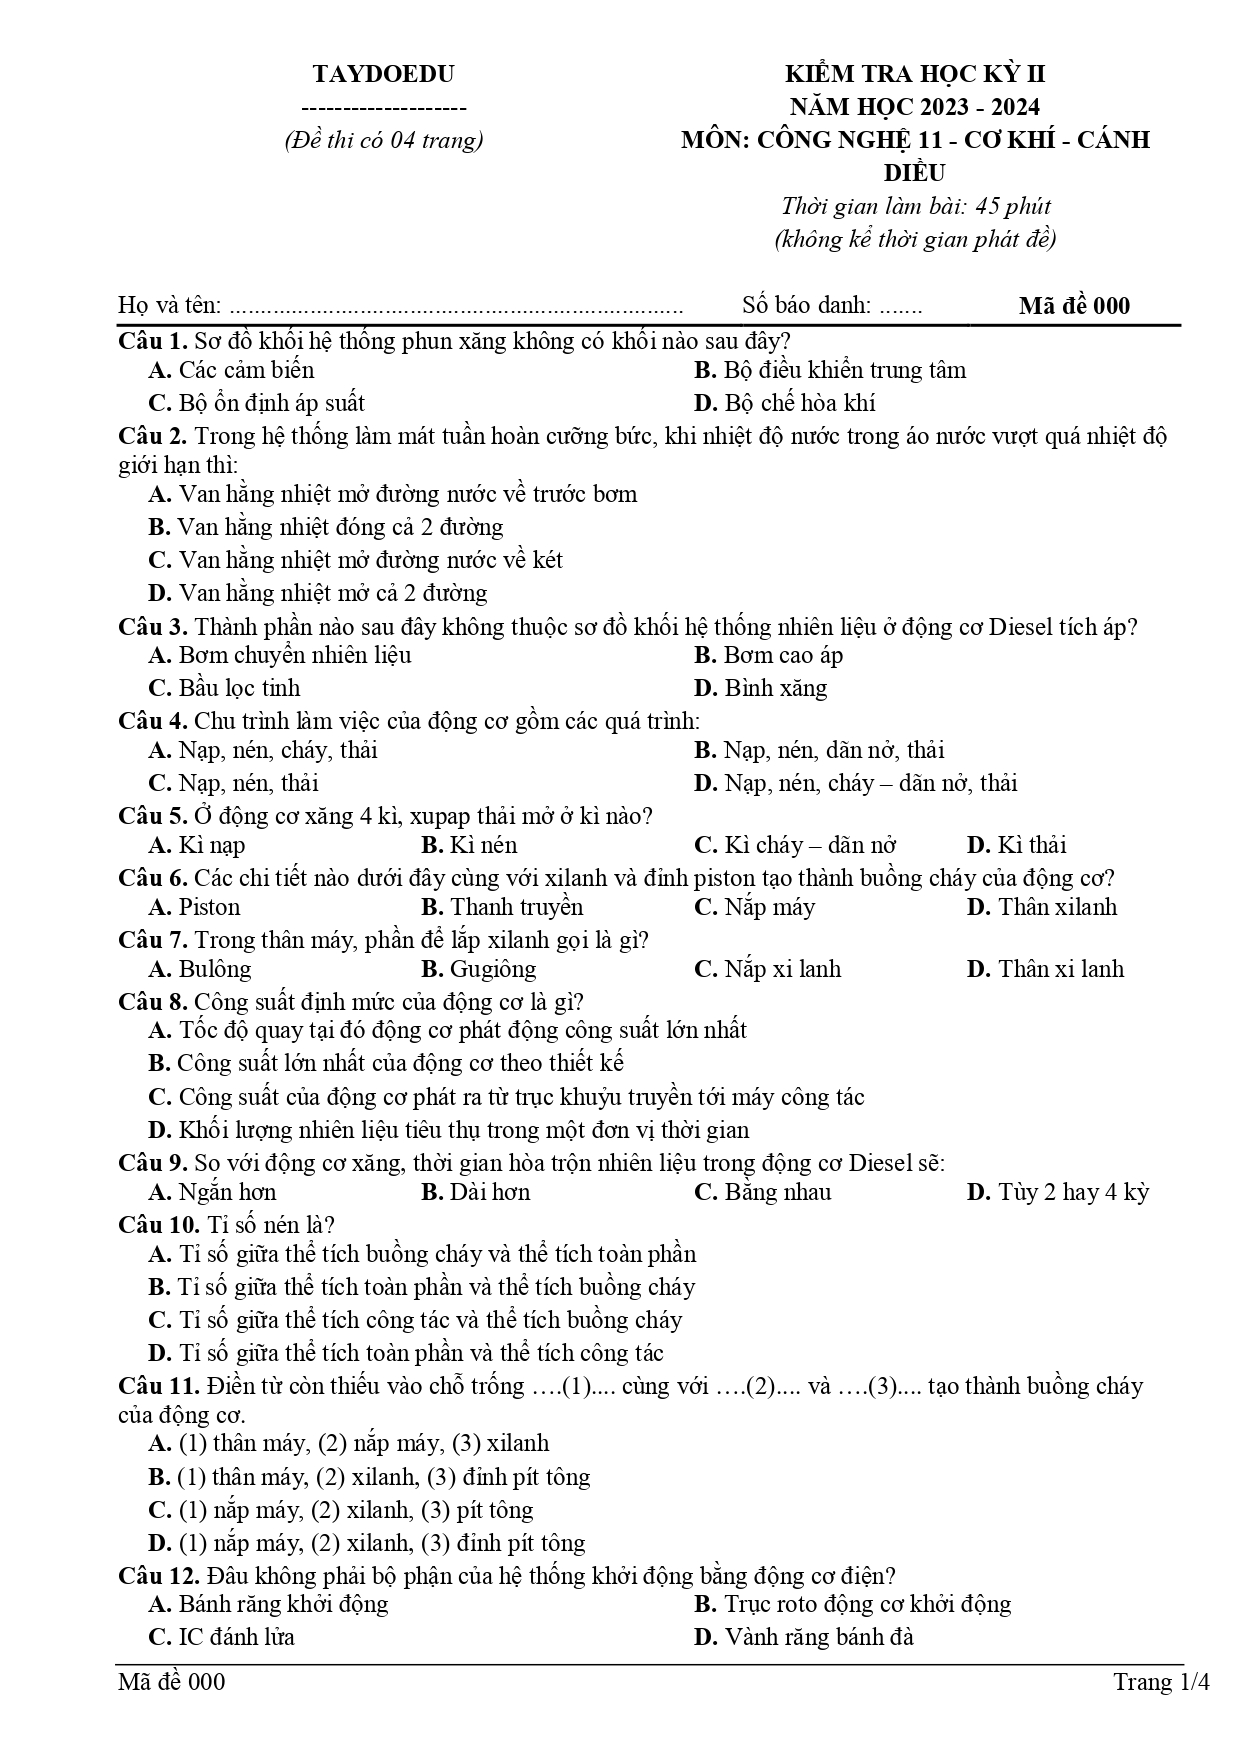 TAYDOEDU
--------------------
(Đề thi có 04 trang)
KIỂM TRA HỌC KỲ II
NĂM HỌC 2023 - 2024
MÔN: CÔNG NGHỆ 11 - CƠ KHÍ - CÁNH
DIỀU
Thời gian làm bài: 45 phút
(không kể thời gian phát đề)
Họ và tên: ......................................................................... Số báo danh: ....... Mã đề 000
Câu 1. Sơ đồ khối hệ thống phun xăng không có khối nào sau đây?
A. Các cảm biến B. Bộ điều khiển trung tâm
C. Bộ ổn định áp suất D. Bộ chế hòa khí
Câu 2. Trong hệ thống làm mát tuần hoàn cưỡng bức, khi nhiệt độ nước trong áo nước vượt quá nhiệt độ
giới hạn thì:
A. Van hằng nhiệt mở đường nước về trước bơm
B. Van hằng nhiệt đóng cả 2 đường
C. Van hằng nhiệt mở đường nước về két
D. Van hằng nhiệt mở cả 2 đường
Câu 3. Thành phần nào sau đây không thuộc sơ đồ khối hệ thống nhiên liệu ở động cơ Diesel tích áp?
A. Bơm chuyển nhiên liệu B. Bơm cao áp
C. Bầu lọc tinh D. Bình xăng
Câu 4. Chu trình làm việc của động cơ gồm các quá trình:
A. Nạp, nén, cháy, thải B. Nạp, nén, dãn nở, thải
C. Nạp, nén, thải D. Nạp, nén, cháy – dãn nở, thải
Câu 5. Ở động cơ xăng 4 kì, xupap thải mở ở kì nào?
A. Kì nạp B. Kì nén C. Kì cháy – dãn nở D. Kì thải
Câu 6. Các chi tiết nào dưới đây cùng với xilanh và đỉnh piston tạo thành buồng cháy của động cơ?
A. Piston B. Thanh truyền C. Nắp máy D. Thân xilanh
Câu 7. Trong thân máy, phần để lắp xilanh gọi là gì?
A. Bulông B. Gugiông C. Nắp xi lanh D. Thân xi lanh
Câu 8. Công suất định mức của động cơ là gì?
A. Tốc độ quay tại đó động cơ phát động công suất lớn nhất
B. Công suất lớn nhất của động cơ theo thiết kế
C. Công suất của động cơ phát ra từ trục khuỷu truyền tới máy công tác
D. Khối lượng nhiên liệu tiêu thụ trong một đơn vị thời gian
Câu 9. So với động cơ xăng, thời gian hòa trộn nhiên liệu trong động cơ Diesel sẽ:
A. Ngắn hơn B. Dài hơn C. Bằng nhau D. Tùy 2 hay 4 kỳ
Câu 10. Tỉ số nén là?
A. Tỉ số giữa thể tích buồng cháy và thể tích toàn phần
B. Tỉ số giữa thể tích toàn phần và thể tích buồng cháy
C. Tỉ số giữa thể tích công tác và thể tích buồng cháy
D. Tỉ số giữa thể tích toàn phần và thể tích công tác
Câu 11. Điền từ còn thiếu vào chỗ trống ….(1).... cùng với ….(2).... và ….(3).... tạo thành buồng cháy
của động cơ.
A. (1) thân máy, (2) nắp máy, (3) xilanh
B. (1) thân máy, (2) xilanh, (3) đỉnh pít tông
C. (1) nắp máy, (2) xilanh, (3) pít tông
D. (1) nắp máy, (2) xilanh, (3) đỉnh pít tông
Câu 12. Đâu không phải bộ phận của hệ thống khởi động bằng động cơ điện?
A. Bánh răng khởi động B. Trục roto động cơ khởi động
C. IC đánh lửa D. Vành răng bánh đà
Mã đề 000 Trang 1/4